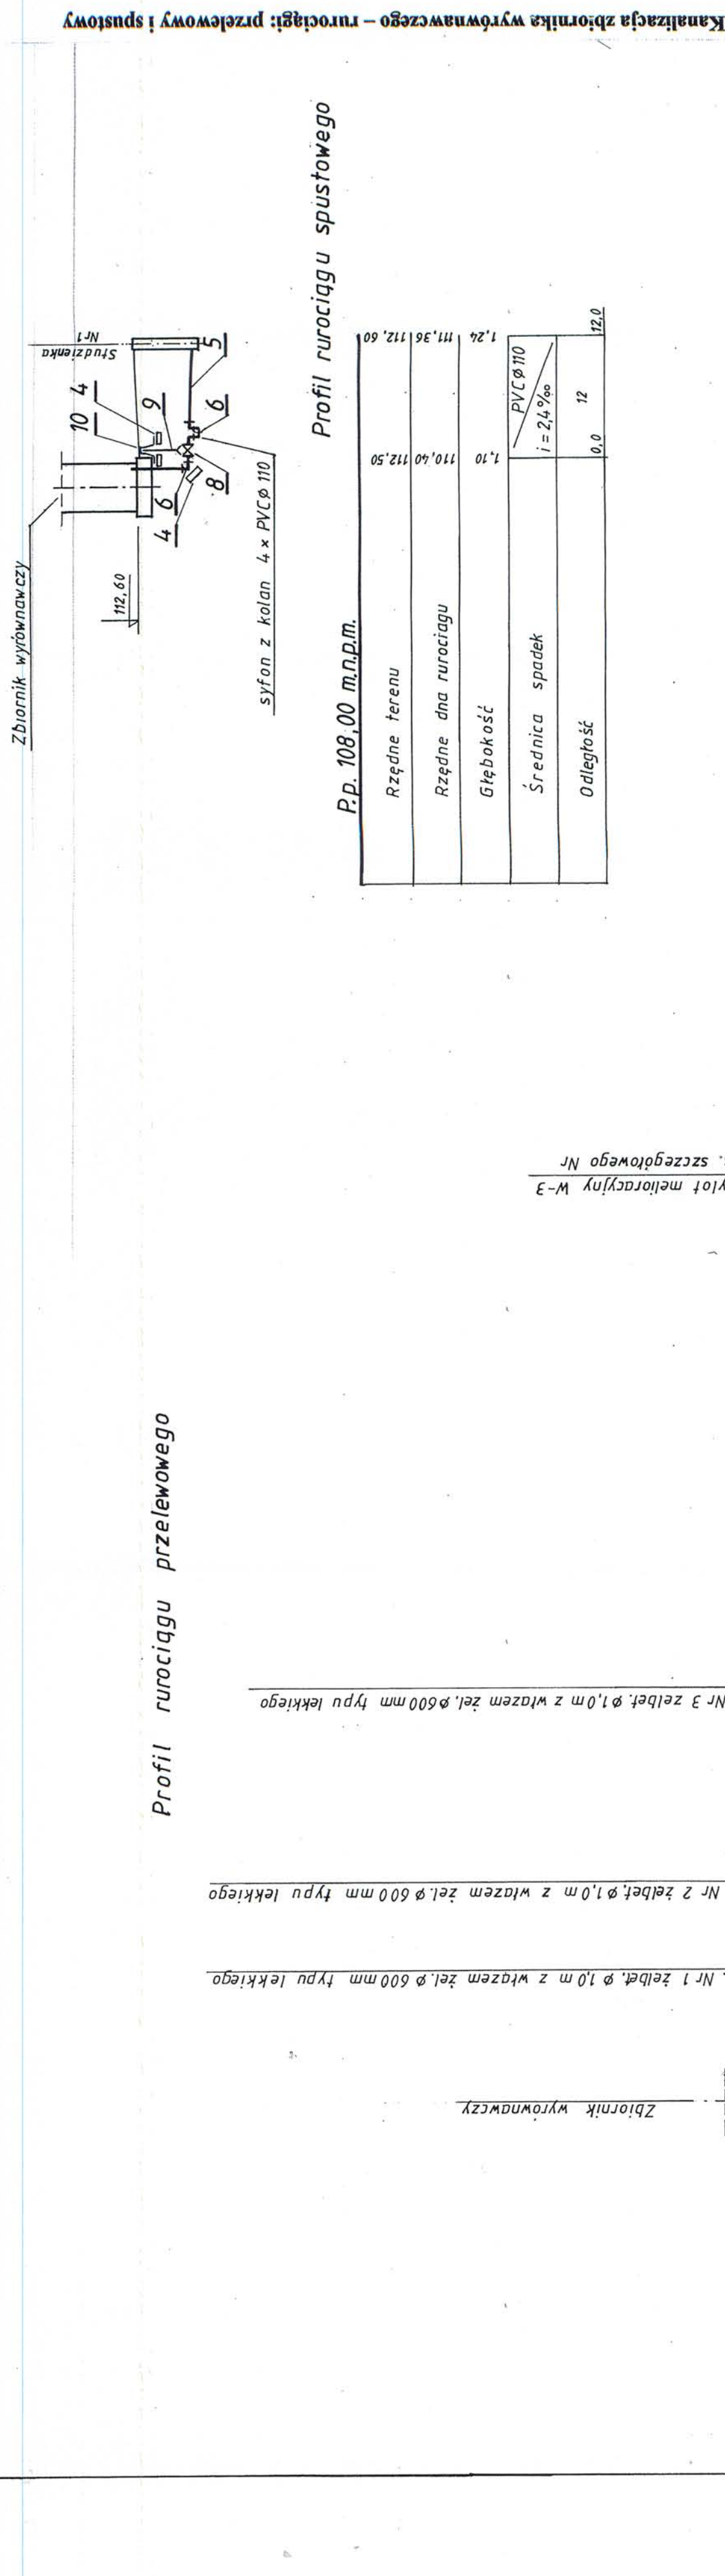 Kanalizacja zbiornika wyrównawczego – rurociągi: przelewowy i spustowy
Zbiornik wyrównawczy
112,60
10 4
9
4 6
8
6
5
Studzienka
Nr1
syfon z kolan 4 x PVC Ø 110
Profil rurociągu spustowego
P.p. 108,00 m.n.p.m.
Rzędne terenu 112,50 112,60
Rzędne dna rurociagu 110,40 111,36
Głębokość 1,10 1,24
Średnica spadek PVC Ø 110 i = 2,4‰
Odległość 0,0 12 12,0
Profil rurociągu przelewowego
Zbiornik wyrównawczy
Nr 1 żelbet. Ø 1,0 m z włazem żel. Ø 600 mm typu lekkiego
Nr 2 żelbet. Ø 1,0 m z włazem żel. Ø 600 mm typu lekkiego
Nr 3 żelbet. Ø 1,0 m z włazem żel. Ø 600 mm typu lekkiego
ylot melioracyjny W-3
. szczegółowego Nr